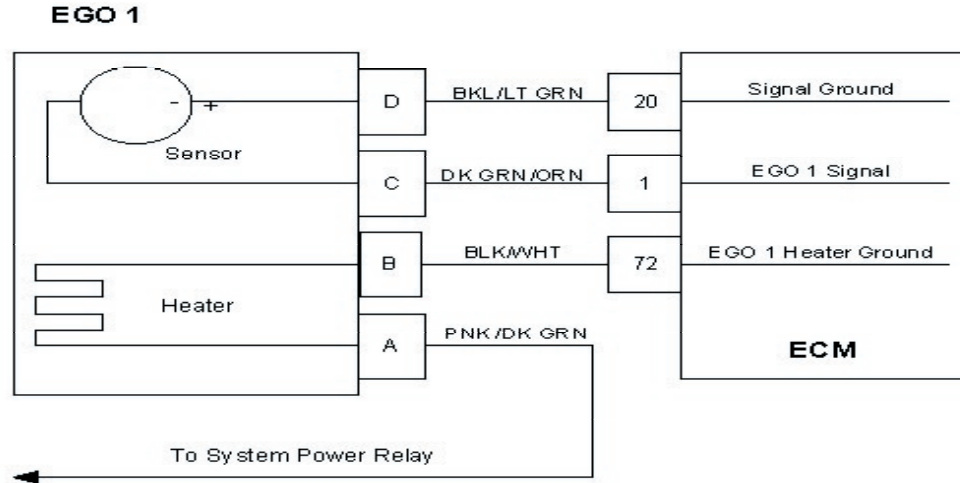 EGO 1
- +
Sensor
D
BKL/LT GRN
20
Signal Ground
C
DK GRN/ORN
1
EGO 1 Signal
B
BLK/WHT
72
EGO 1 Heater Ground
Heater
A
PNK/DK GRN
ECM
To System Power Relay